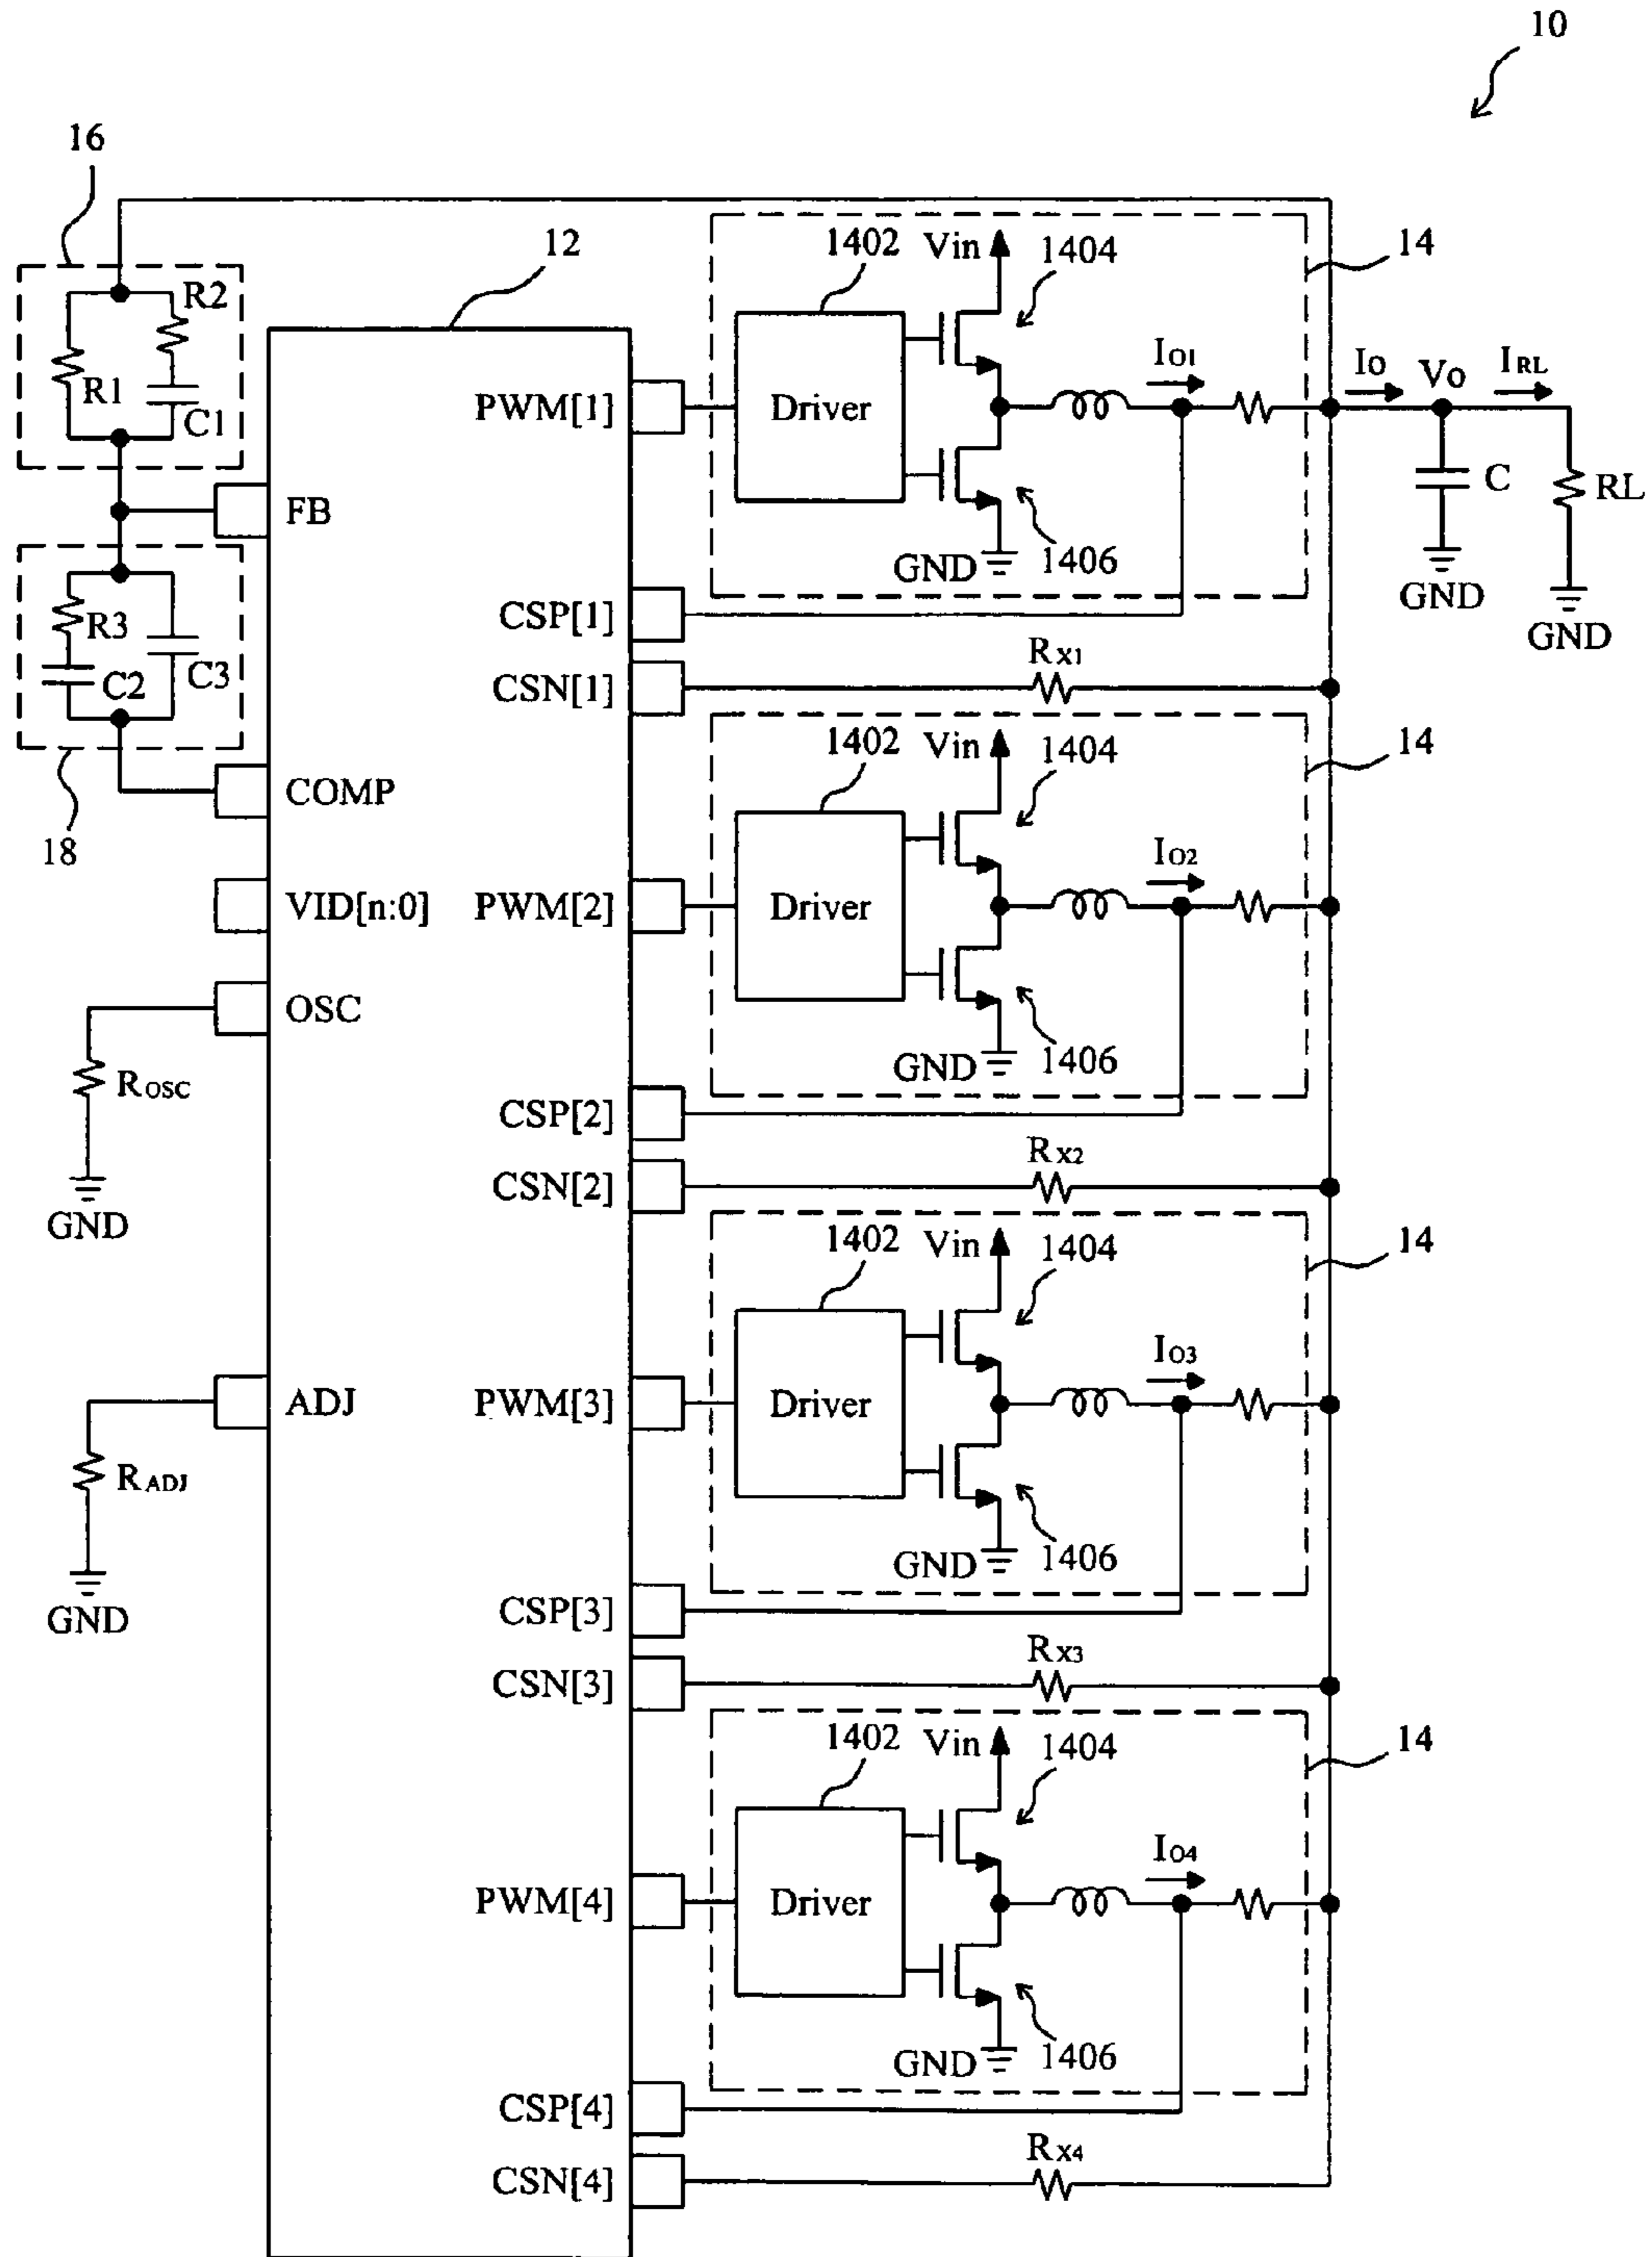 10
16
12
1402
Vin
1404
14
R2
R1
C1
PWM[1]
Driver
IO1
IO
VO
IRL
C
RL
FB
GND
1406
GND
GND
CSP[1]
R3
C2
C3
CSN[1]
RX1
18
COMP
1402
Vin
1404
14
VID[n:0]
PWM[2]
Driver
IO2
OSC
ROSC
GND
1406
CSP[2]
GND
CSN[2]
RX2
1402
Vin
1404
14
ADJ
PWM[3]
Driver
IO3
RADJ
GND
1406
GND
CSP[3]
CSN[3]
RX3
1402
Vin
1404
14
PWM[4]
Driver
IO4
GND
1406
CSP[4]
CSN[4]
RX4